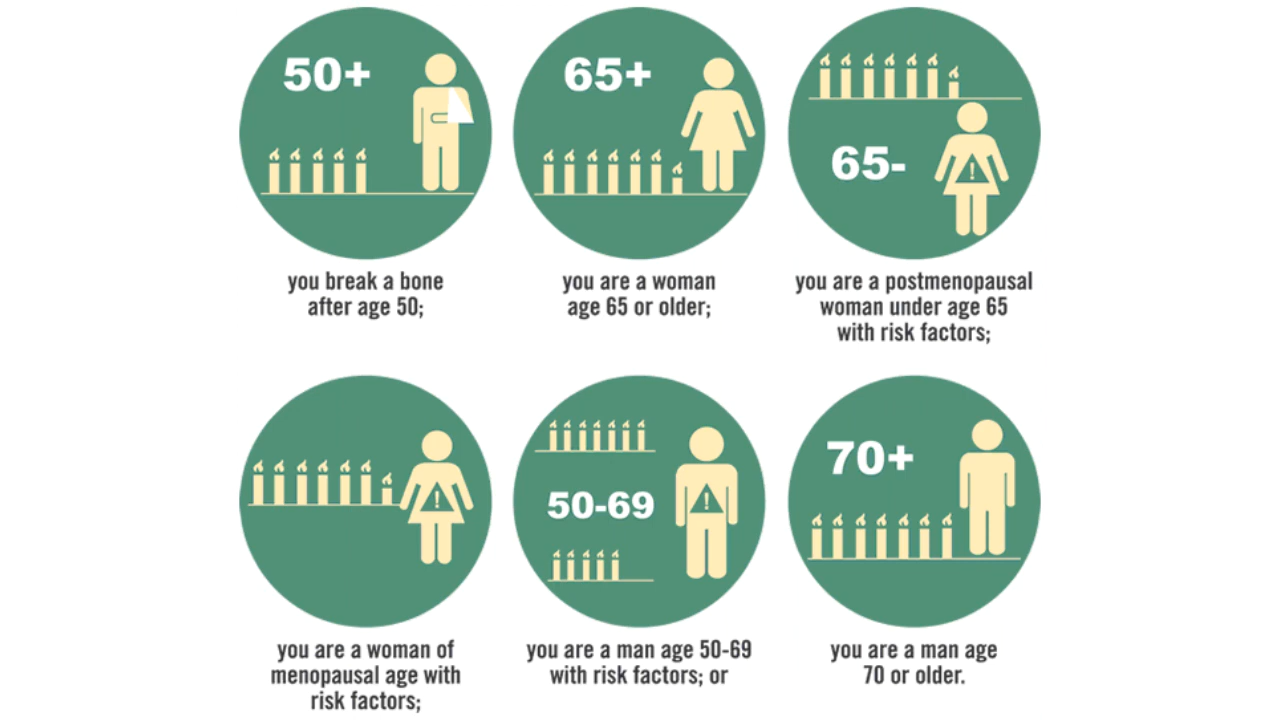 50+
you break a bone
after age 50;
65+
you are a woman
age 65 or older;
65-
!
you are a postmenopausal
woman under age 65
with risk factors;
!
you are a woman of
menopausal age with
risk factors;
50-69
!
you are a man age 50-69
with risk factors; or
70+
you are a man age
70 or older.